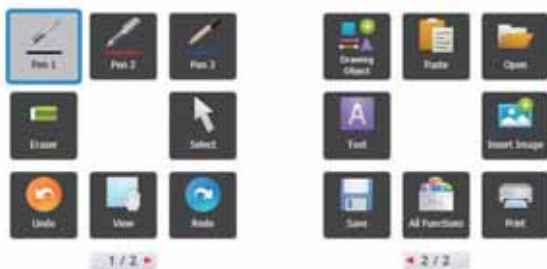 Pen 1 Pen 2 Pen 3
Eraser Select
Undo View Redo
1 / 2
Drawing
Object
Paste Open
A
Text Insert Image
Save All Functions Print
2 / 2